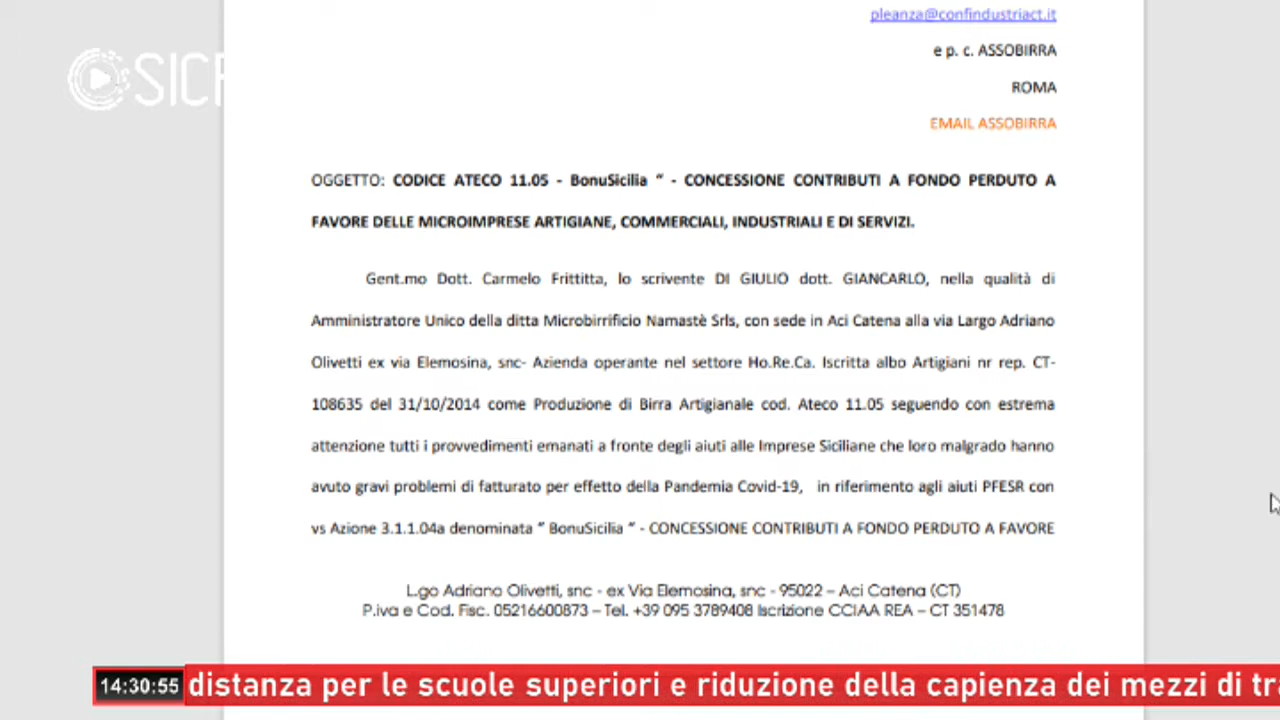 pleanza@confindustriact.it
e p. c. ASSOBIRRA
SICR
ROMA
EMAIL ASSOBIRRA
OGGETTO: CODICE ATECO 11.05 - BonuSicilia “ - CONCESSIONE CONTRIBUTI A FONDO PERDUTO A
FAVORE DELLE MICROIMPRESE ARTIGIANE, COMMERCIALI, INDUSTRIALI E DI SERVIZI.
Gent.mo Dott. Carmelo Frittitta, lo scrivente DI GIULIO dott. GIANCARLO, nella qualità di
Amministratore Unico della ditta Microbirrificio Namastè Srls, con sede in Aci Catena alla via Largo Adriano
Olivetti ex via Elemosina, snc- Azienda operante nel settore Ho.Re.Ca. Iscritta albo Artigiani nr rep. CT-
108635 del 31/10/2014 come Produzione di Birra Artigianale cod. Ateco 11.05 seguendo con estrema
attenzione tutti i provvedimenti emanati a fronte degli aiuti alle Imprese Siciliane che loro malgrado hanno
avuto gravi problemi di fatturato per effetto della Pandemia Covid-19, in riferimento agli aiuti PFESR con
vs Azione 3.1.1.04a denominata “ BonuSicilia “ - CONCESSIONE CONTRIBUTI A FONDO PERDUTO A FAVORE
L.go Adriano Olivetti, snc - ex Via Elemosina, snc - 95022 – Aci Catena (CT)
P.iva e Cod. Fisc. 05216600873 – Tel. +39 095 3789408 Iscrizione CCIAA REA – CT 351478
14:30:55 distanza per le scuole superiori e riduzione della capienza dei mezzi di tra